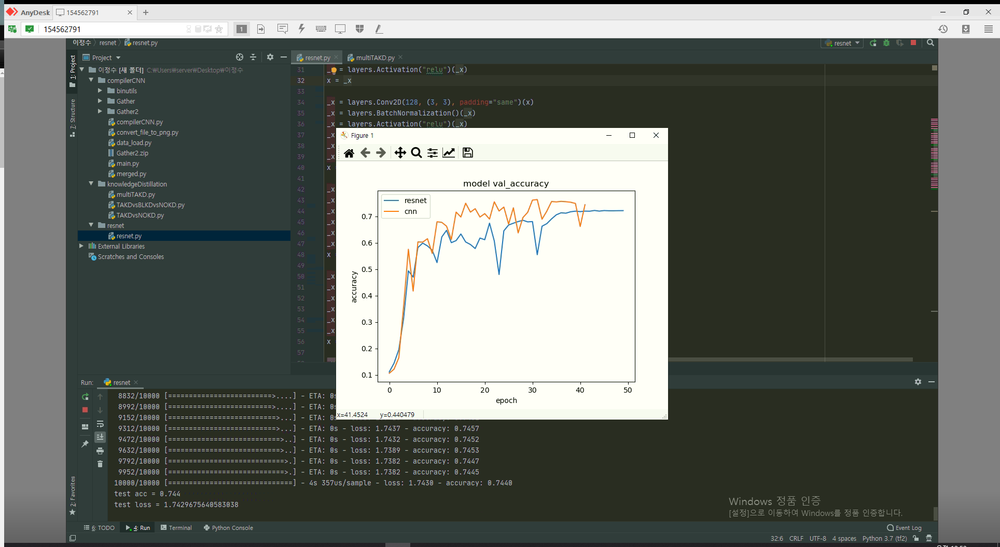 AnyDesk 154562791
154562791 1
이정수 resnet resnet.py resnet
1: Project
Project
resnet.py multiTAKD.py
이정수 [새 폴더] C:\Users\server\Desktop\이정수
compilerCNN
binutils
Gather
Gather2
compilerCNN.py
convert_file_to_png.py
data_load.py
Gather2.zip
main.py
merged.py
knowledgeDistillation
multiTAKD.py
TAKDvsBLKDvsNOKD.py
TAKDvsNOKD.py
resnet
resnet.py
External Libraries
Scratches and Consoles
7: Structure
2: Favorites
31 _x = layers.Activation("relu")(_x)
32 x = _x
33
34 _x = layers.Conv2D(128, (3, 3), padding="same")(x)
35 _x = layers.BatchNormalization()(_x)
36 _x = layers.Activation("relu")(_x)
37 _x
38 _x
39 _x
40 x
41
42 _x
43 _x
44 _x
45 _x
46 _x
47 _x
48 x
49
50 _x
51 _x
52 _x
53 _x
54 _x
55 _x
56 x
57
Figure 1
model val_accuracy
resnet
cnn
accuracy
0.7
0.6
0.5
0.4
0.3
0.2
0.1
0 10 20 30 40 50
epoch
x=41.4524 y=0.440479
Run: resnet
8832/10000 [=========================>....] - ETA: 0s
8992/10000 [=========================>....] - ETA: 0s
9152/10000 [==========================>...] - ETA: 0s
9312/10000 [==========================>...] - ETA: 0s - loss: 1.7437 - accuracy: 0.7457
9472/10000 [===========================>..] - ETA: 0s - loss: 1.7432 - accuracy: 0.7452
9632/10000 [===========================>..] - ETA: 0s - loss: 1.7389 - accuracy: 0.7453
9792/10000 [============================>.] - ETA: 0s - loss: 1.7382 - accuracy: 0.7447
9952/10000 [============================>.] - ETA: 0s - loss: 1.7382 - accuracy: 0.7445
10000/10000 [==============================] - 4s 357us/sample - loss: 1.7430 - accuracy: 0.7440
test acc = 0.744
test loss = 1.7429675640583038
Windows 정품 인증
[설정]으로 이동하여 Windows를 정품 인증합니다.
6: TODO 4: Run Terminal Python Console Event Log
32:6 CRLF UTF-8 4 spaces Python 3.7 (tf2)